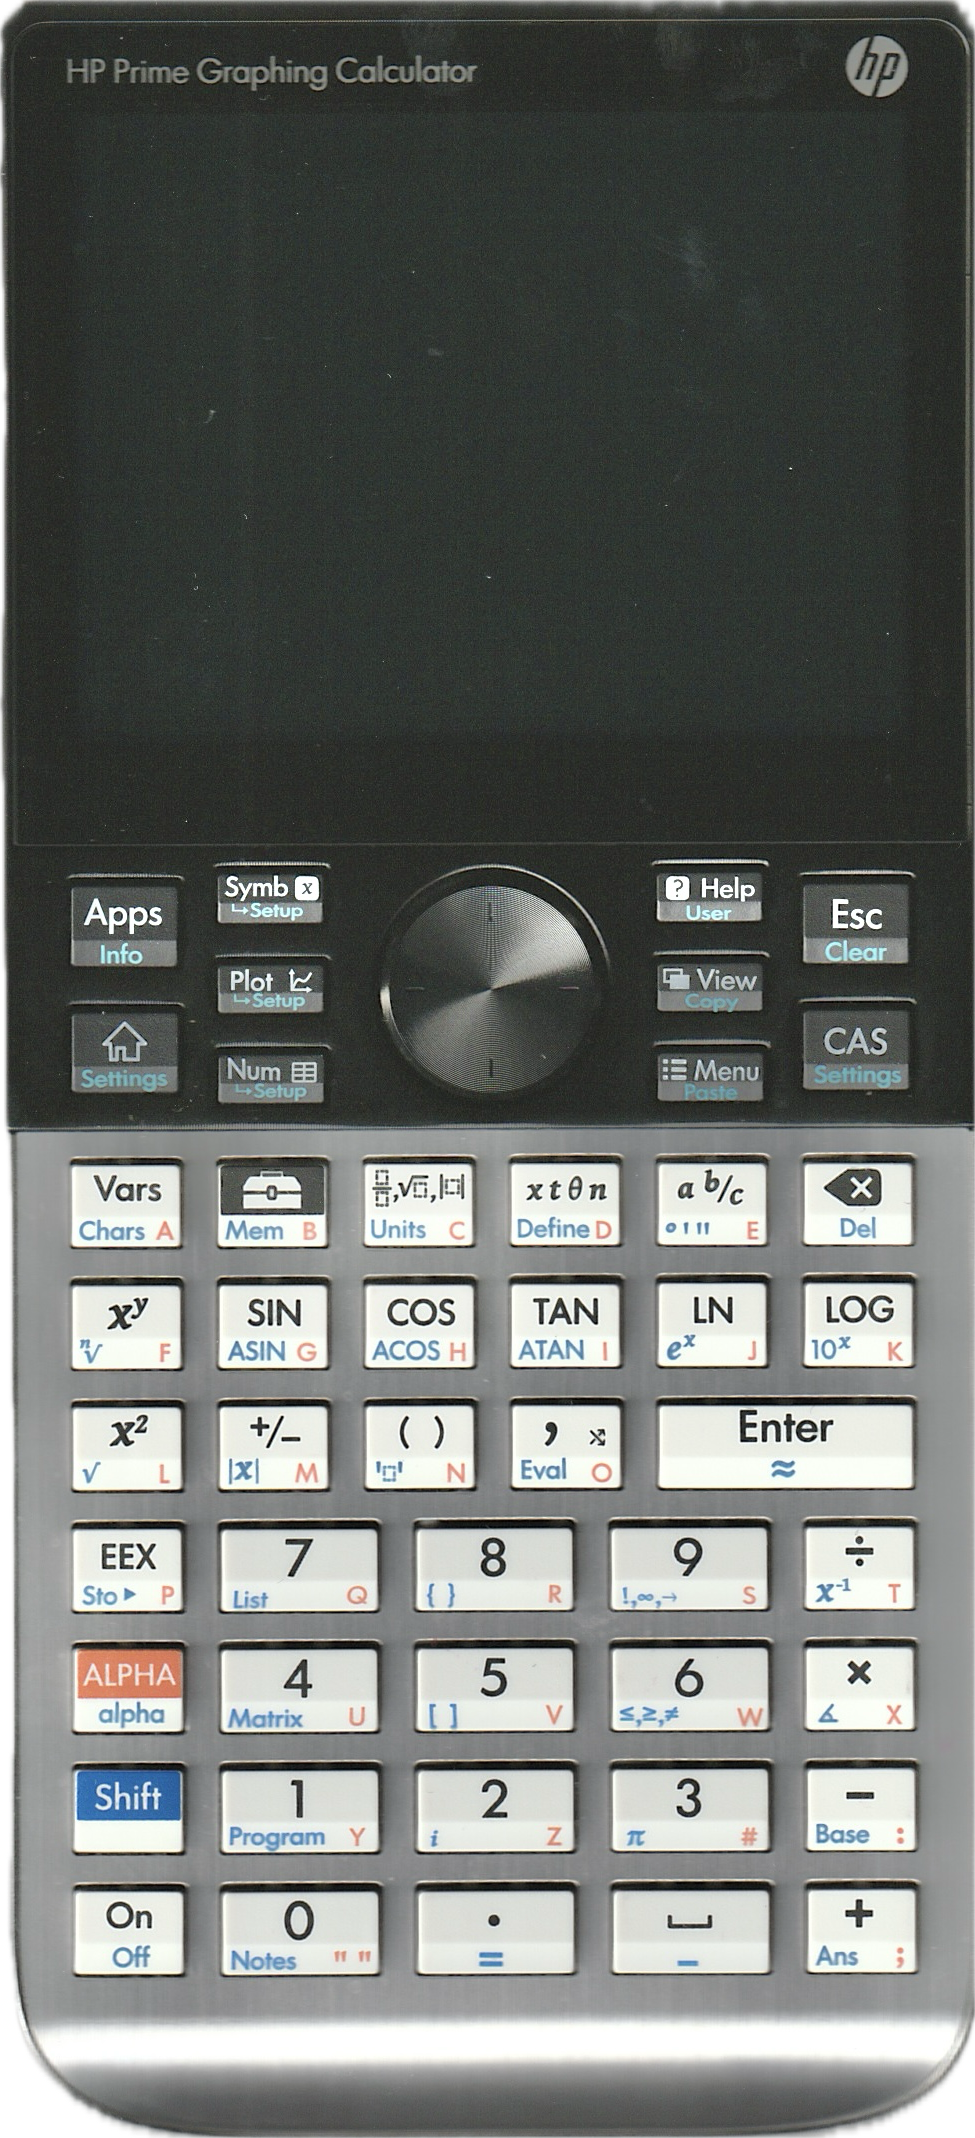 HP Prime Graphing Calculator hp
Apps Symb x ? Help Esc
Info ↳Setup User Clear
Plot View
↳Setup Copy
CAS
Settings Num Menu Settings
↳Setup Paste
Vars x t θ n a b/c
Chars A Mem B Units C Define D ° ' " E Del
xʸ SIN COS TAN LN LOG
ⁿ√ F ASIN G ACOS H ATAN I eˣ J 10ˣ K
x² +/- ( ) , Enter
√ L |x| M '▫' N Eval O ≈
EEX 7 8 9 ÷
Sto ▸ P List Q { } R !,∞,→ S x⁻¹ T
ALPHA 4 5 6 ×
alpha Matrix U [ ] V ≤,≥,≠ W ∡ X
Shift 1 2 3 −
Program Y i Z π # Base :
On 0 . ␣ +
Off Notes " " = _ Ans ;